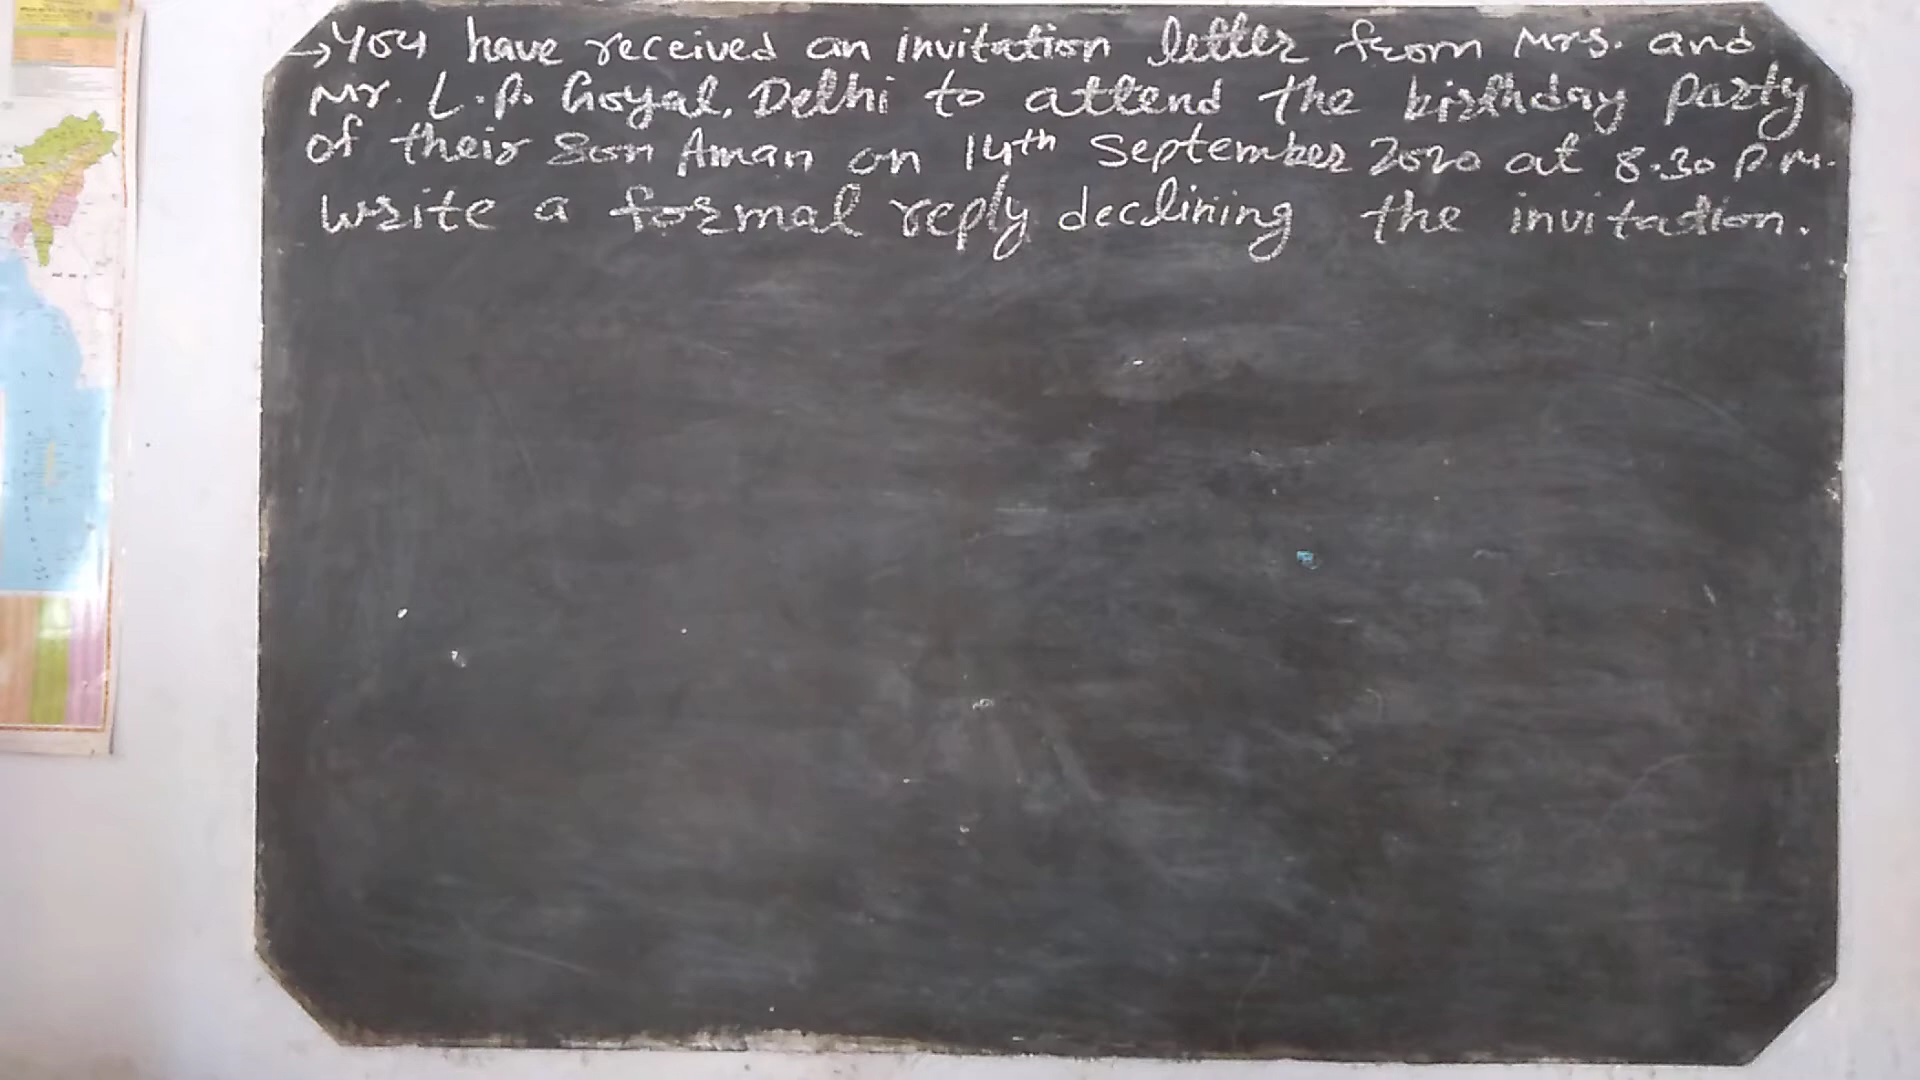 → You have received an invitation letter from Mrs. and
Mr. L.P. Goyal, Delhi to attend the birthday party
of their son Aman on 14th September 2020 at 8.30 P.M.
Write a formal reply declining the invitation.